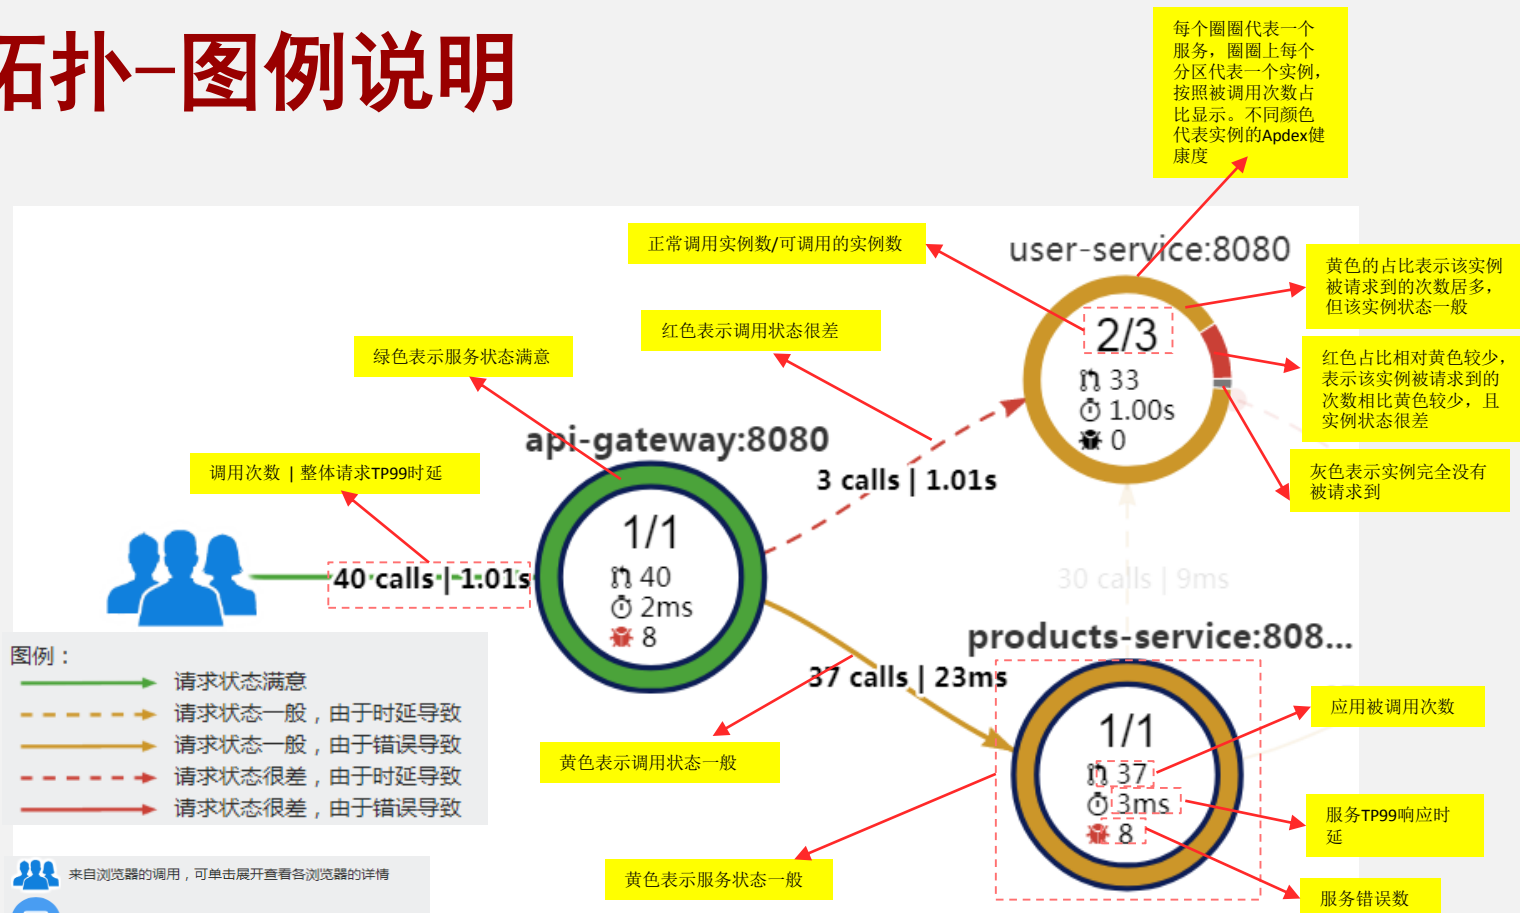 拓扑-图例说明
每个圈圈代表一个
服务，圈圈上每个
分区代表一个实例，
按照被调用次数占
比显示。不同颜色
代表实例的Apdex健
康度
正常调用实例数/可调用的实例数
user-service:8080
黄色的占比表示该实例
被请求到的次数居多，
但该实例状态一般
红色表示调用状态很差
2/3
33
1.00s
0
绿色表示服务状态满意
红色占比相对黄色较少，
表示该实例被请求到的
次数相比黄色较少，且
实例状态很差
api-gateway:8080
调用次数 | 整体请求TP99时延
3 calls | 1.01s
灰色表示实例完全没有
被请求到
1/1
40
2ms
8
40 calls | 1.01s
30 calls | 9ms
products-service:808...
37 calls | 23ms
图例：
请求状态满意
请求状态一般，由于时延导致
请求状态一般，由于错误导致
请求状态很差，由于时延导致
请求状态很差，由于错误导致
应用被调用次数
1/1
37
3ms
8
黄色表示调用状态一般
服务TP99响应时
延
黄色表示服务状态一般
来自浏览器的调用，可单击展开查看各浏览器的详情
服务错误数